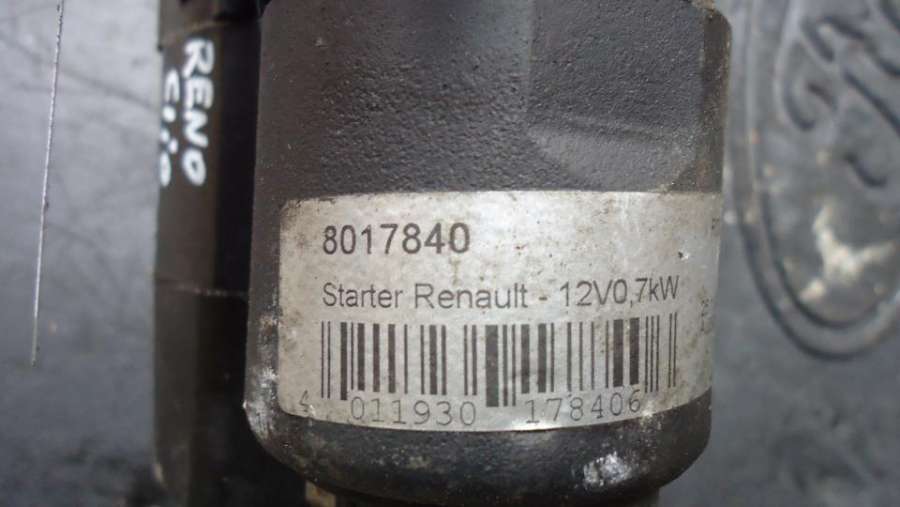 RENO
CLiO
8017840
Starter Renault - 12V0,7kW
4 011930 178406